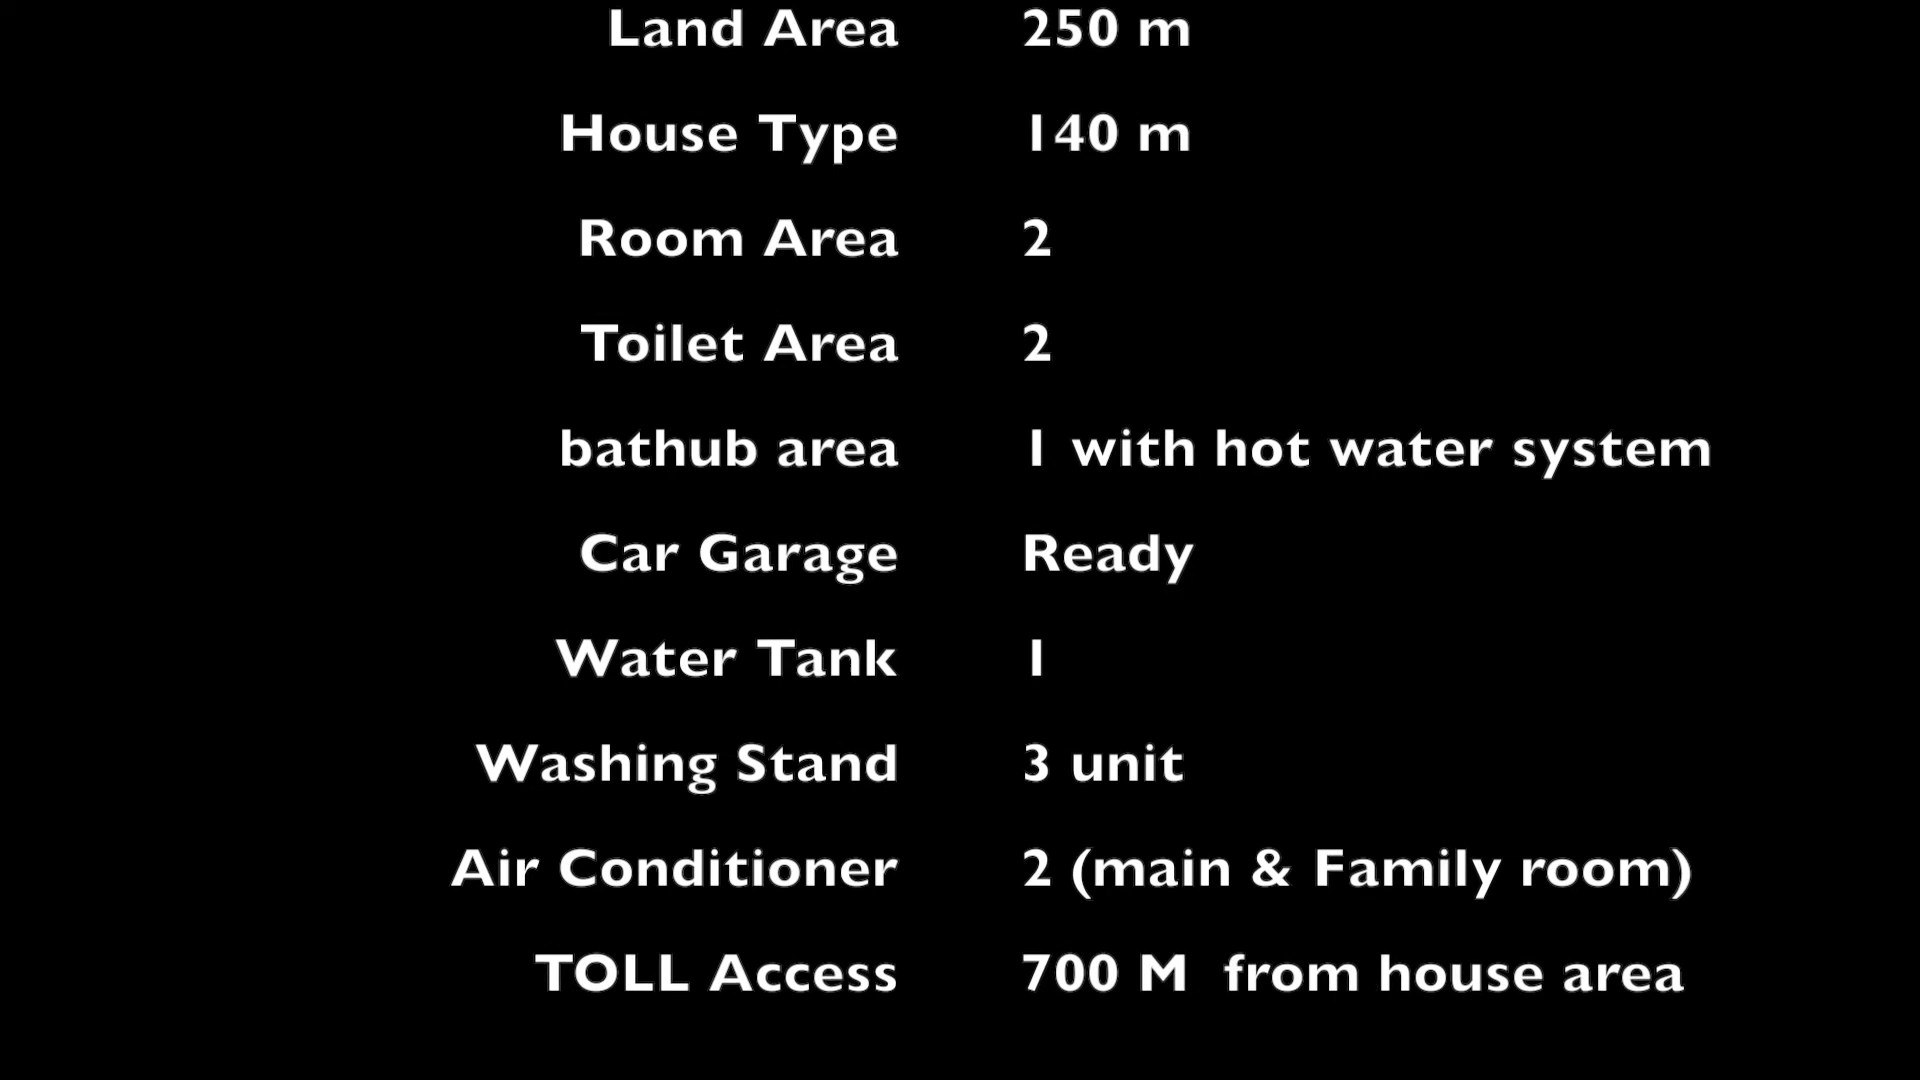 Land Area 250 m
House Type 140 m
Room Area 2
Toilet Area 2
bathub area 1 with hot water system
Car Garage Ready
Water Tank 1
Washing Stand 3 unit
Air Conditioner 2 (main & Family room)
TOLL Access 700 M  from house area